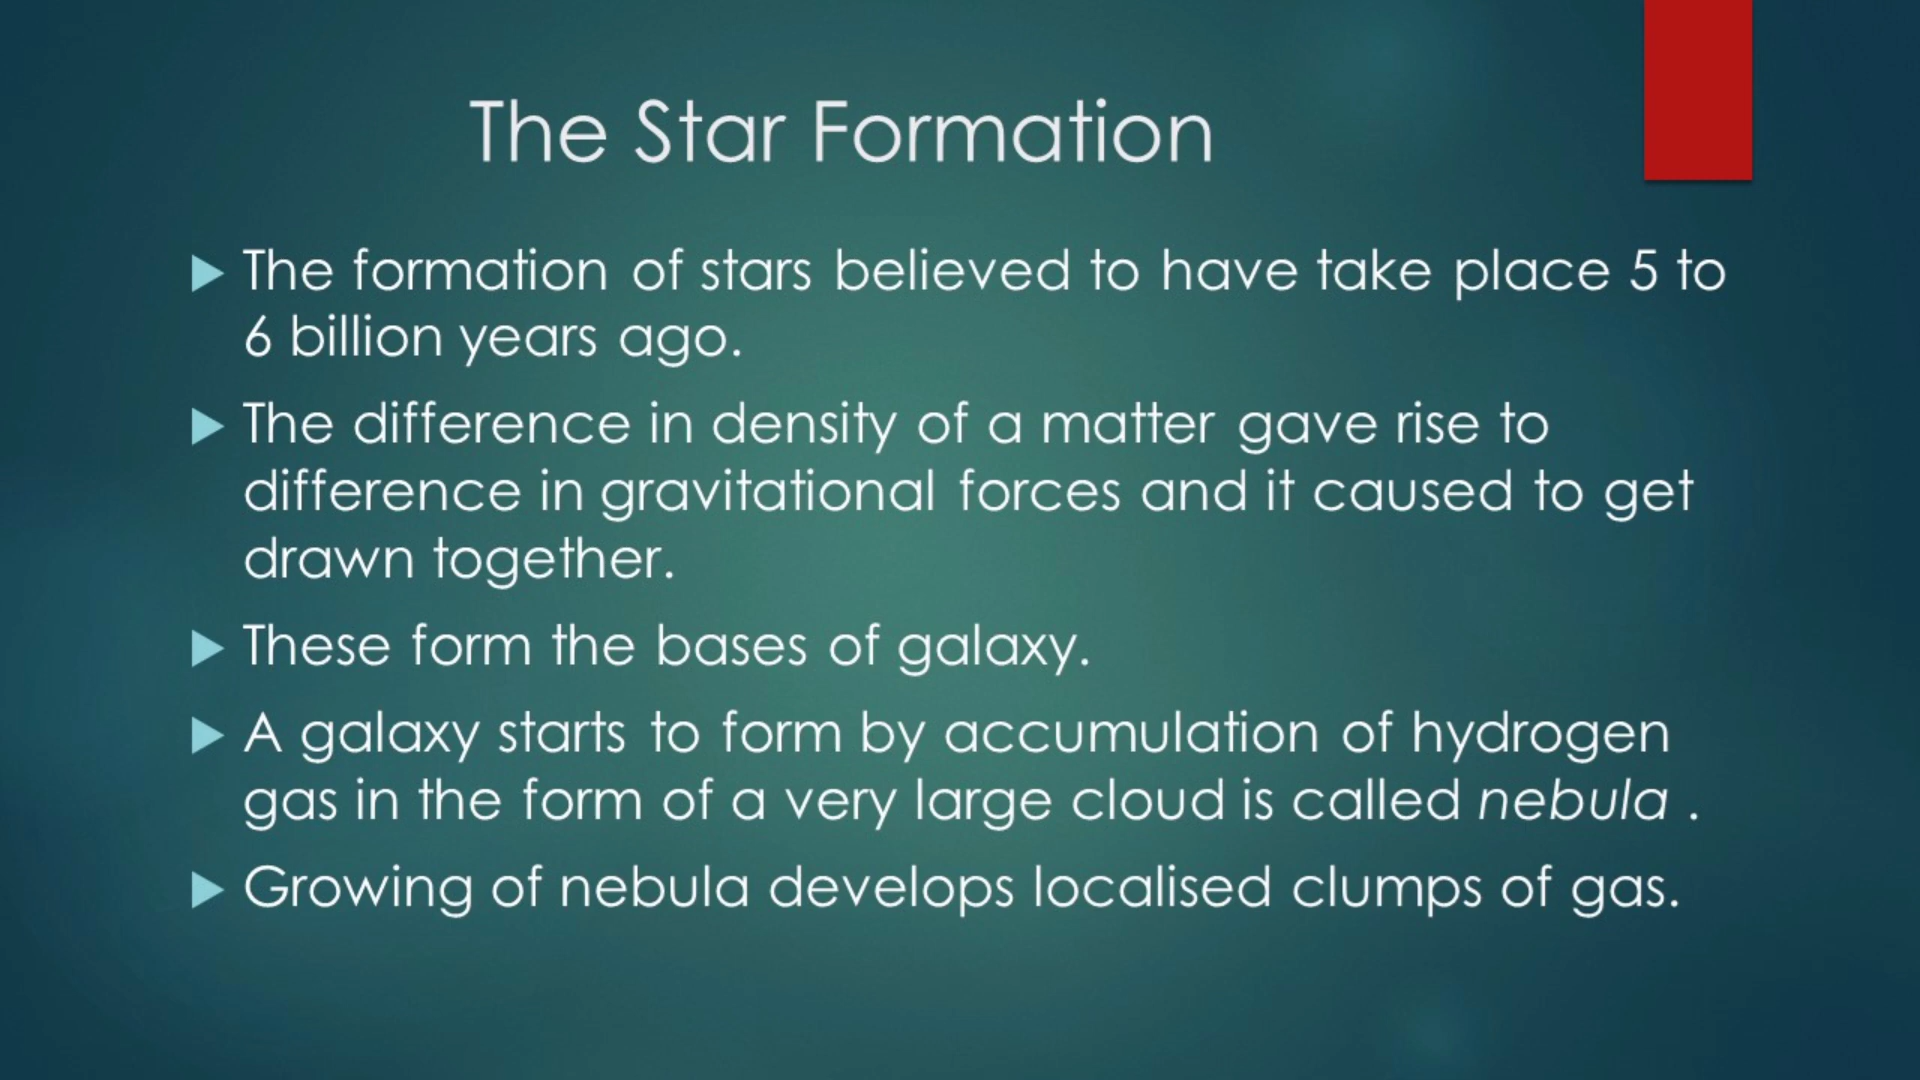 The Star Formation
The formation of stars believed to have take place 5 to
6 billion years ago.
The difference in density of a matter gave rise to
difference in gravitational forces and it caused to get
drawn together.
These form the bases of galaxy.
A galaxy starts to form by accumulation of hydrogen
gas in the form of a very large cloud is called nebula .
Growing of nebula develops localised clumps of gas.